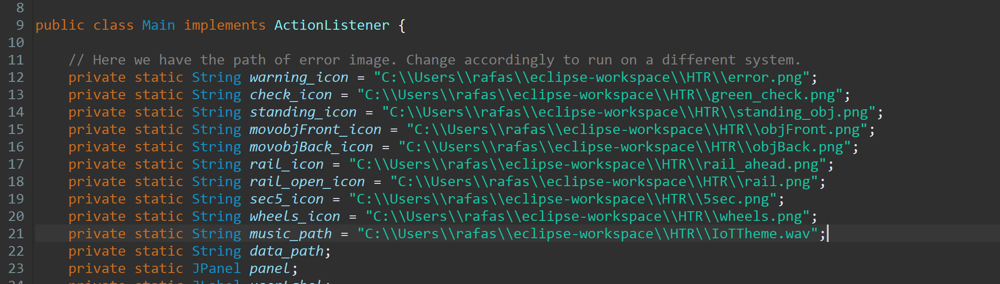 8
9 public class Main implements ActionListener {
10
11 // Here we have the path of error image. Change accordingly to run on a different system.
12 private static String warning_icon = "C:\\Users\\rafas\\eclipse-workspace\\HTR\\error.png";
13 private static String check_icon = "C:\\Users\\rafas\\eclipse-workspace\\HTR\\green_check.png";
14 private static String standing_icon = "C:\\Users\\rafas\\eclipse-workspace\\HTR\\standing_obj.png";
15 private static String movobjFront_icon = "C:\\Users\\rafas\\eclipse-workspace\\HTR\\objFront.png";
16 private static String movobjBack_icon = "C:\\Users\\rafas\\eclipse-workspace\\HTR\\objBack.png";
17 private static String rail_icon = "C:\\Users\\rafas\\eclipse-workspace\\HTR\\rail_ahead.png";
18 private static String rail_open_icon = "C:\\Users\\rafas\\eclipse-workspace\\HTR\\rail.png";
19 private static String sec5_icon = "C:\\Users\\rafas\\eclipse-workspace\\HTR\\5sec.png";
20 private static String wheels_icon = "C:\\Users\\rafas\\eclipse-workspace\\HTR\\wheels.png";
21 private static String music_path = "C:\\Users\\rafas\\eclipse-workspace\\HTR\\IoTTheme.wav";
22 private static String data_path;
23 private static JPanel panel;
24 private static JLabel